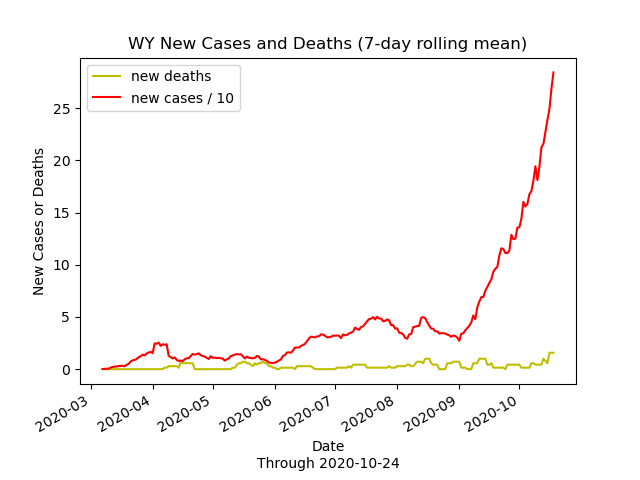 WY New Cases and Deaths (7-day rolling mean)
new deaths
new cases / 10
New Cases or Deaths
25
20
15
10
5
0
2020-03
2020-04
2020-05
2020-06
2020-07
2020-08
2020-09
2020-10
Date
Through 2020-10-24